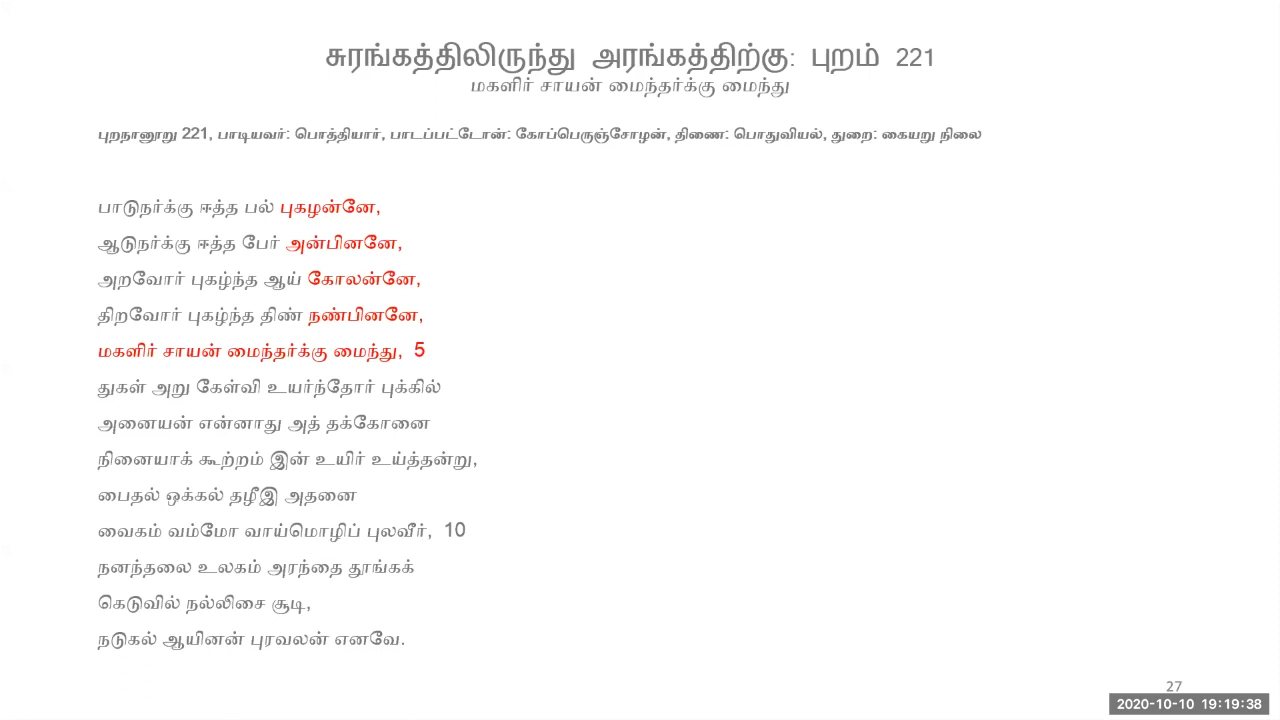 சுரங்கத்திலிருந்து அரங்கத்திற்கு: புறம் 221
மகளிர் சாயன் மைந்தர்க்கு மைந்து
புறநானூறு 221, பாடியவர்: பொத்தியார், பாடப்பட்டோன்: கோப்பெருஞ்சோழன், திணை: பொதுவியல், துறை: கையறு நிலை
பாடுநர்க்கு ஈத்த பல் புகழன்னே,
ஆடுநர்க்கு ஈத்த பேர் அன்பினனே,
அறவோர் புகழ்ந்த ஆய் கோலன்னே,
திறவோர் புகழ்ந்த திண் நண்பினனே,
மகளிர் சாயன் மைந்தர்க்கு மைந்து, 5
துகள் அறு கேள்வி உயர்ந்தோர் புக்கில்
அனையன் என்னாது அத் தக்கோனை
நினையாக் கூற்றம் இன் உயிர் உய்த்தன்று,
பைதல் ஒக்கல் தழீஇ அதனை
வைகம் வம்மோ வாய்மொழிப் புலவீர், 10
நனந்தலை உலகம் அரந்தை தூங்கக்
கெடுவில் நல்லிசை சூடி,
நடுகல் ஆயினன் புரவலன் எனவே.
27
2020-10-10 19:19:38